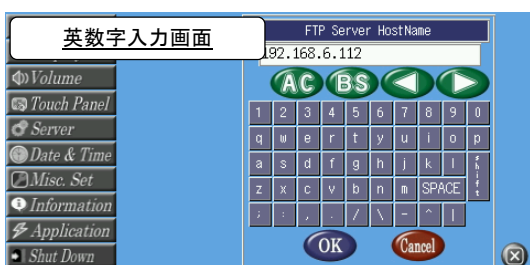 英数字入力画面
FTP Server HostName
192.168.6.112
AC BS
Volume
Touch Panel
Server
Date & Time
Misc. Set
Information
Application
Shut Down
1 2 3 4 5 6 7 8 9 0
q w e r t y u i o p
a s d f g h j k l shift
z x c v b n m SPACE
; : , . / \ - ^ |
OK Cancel